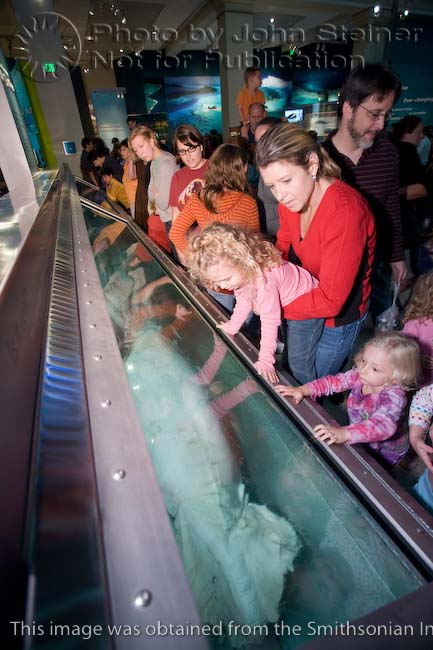 Photo by John Steiner
Not for Publication
This image was obtained from the Smithsonian In